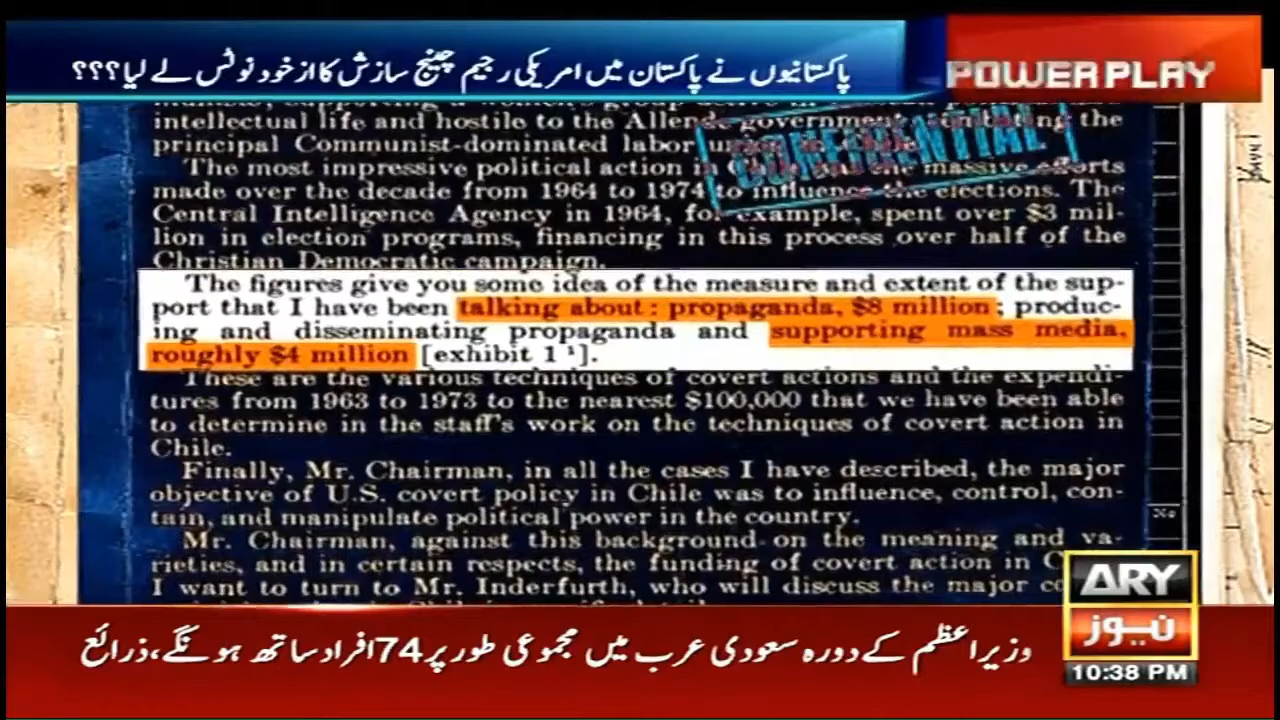 پاکستانیوں نے پاکستان میں امریکی رجیم چینج سازش کا از خود نوٹس لے لیا؟؟؟
POWER PLAY
intellectual life and hostile to the Allende government, combating the
principal Communist-dominated labor
CONFIDENTIAL
The most impressive political action in was the massive efforts
made over the decade from 1964 to 1974 to influence the elections. The
Central Intelligence Agency in 1964, for example, spent over $3 mil-
lion in election programs, financing in this process over half of the
Christian Democratic campaign.
The figures give you some idea of the measure and extent of the sup-
port that I have been talking about: propaganda, $8 million; produc-
ing and disseminating propaganda and supporting mass media,
roughly $4 million [exhibit 1 ¹].
These are the various techniques of covert actions and the expendi-
tures from 1963 to 1973 to the nearest $100,000 that we have been able
to determine in the staff's work on the techniques of covert action in
Chile.
Finally, Mr. Chairman, in all the cases I have described, the major
objective of U.S. covert policy in Chile was to influence, control, con-
tain, and manipulate political power in the country.
Mr. Chairman, against this background on the meaning and va-
rieties, and in certain respects, the funding of covert action in C
I want to turn to Mr. Inderfurth, who will discuss the major co
ARY
نیوز
10:38 PM
وزیراعظم کے دورہ سعودی عرب میں مجموعی طور پر 74 افراد ساتھ ہونگے، ذرائع